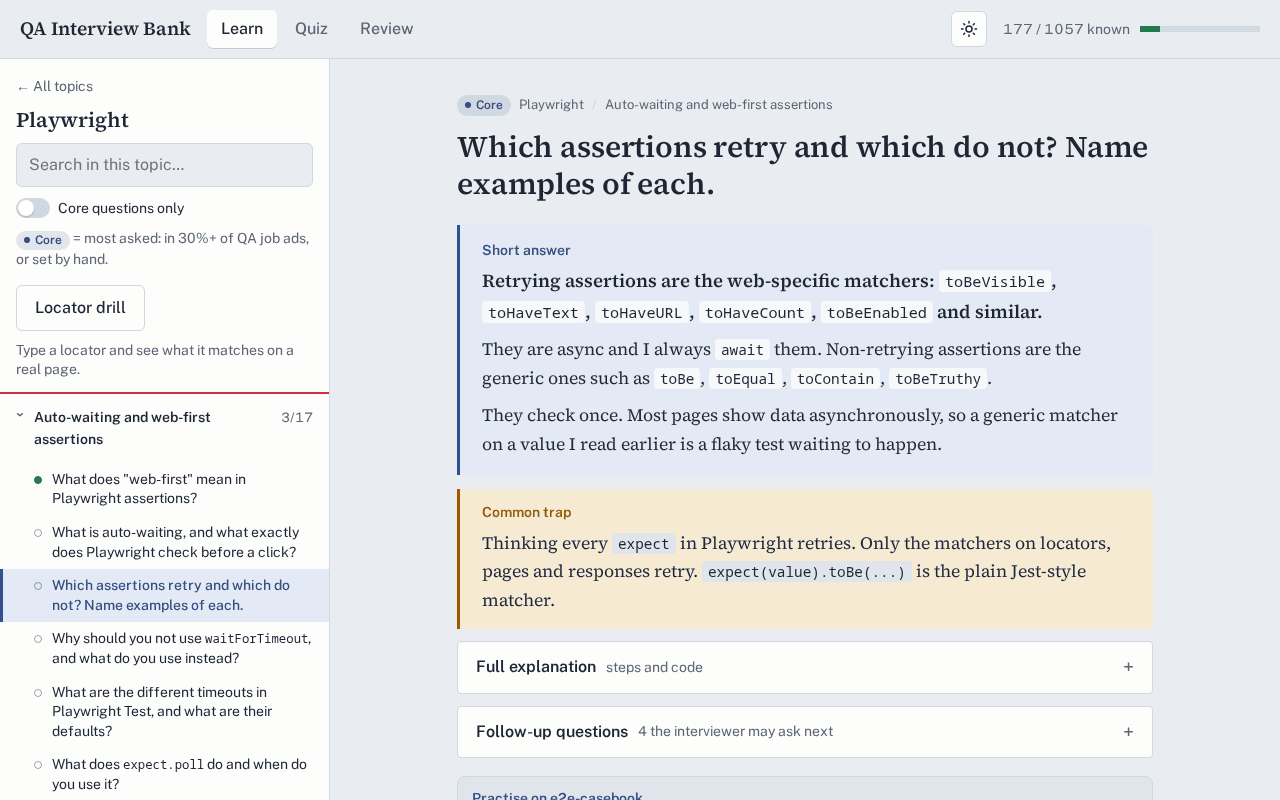 QA Interview Bank
Learn
Quiz
Review
177 / 1057 known
← All topics
Playwright
Search in this topic...
Core questions only
Core = most asked: in 30%+ of QA job ads,
or set by hand.
Locator drill
Type a locator and see what it matches on a
real page.
Auto-waiting and web-first
assertions
3/17
What does "web-first" mean in
Playwright assertions?
What is auto-waiting, and what exactly
does Playwright check before a click?
Which assertions retry and which do
not? Name examples of each.
Why should you not use waitForTimeout,
and what do you use instead?
What are the different timeouts in
Playwright Test, and what are their
defaults?
What does expect.poll do and when do
you use it?
Core Playwright / Auto-waiting and web-first assertions
Which assertions retry and which do not? Name
examples of each.
Short answer
Retrying assertions are the web-specific matchers: toBeVisible,
toHaveText, toHaveURL, toHaveCount, toBeEnabled and similar.
They are async and I always await them. Non-retrying assertions are the
generic ones such as toBe, toEqual, toContain, toBeTruthy.
They check once. Most pages show data asynchronously, so a generic matcher
on a value I read earlier is a flaky test waiting to happen.
Common trap
Thinking every expect in Playwright retries. Only the matchers on locators,
pages and responses retry. expect(value).toBe(...) is the plain Jest-style
matcher.
Full explanation steps and code +
Follow-up questions 4 the interviewer may ask next +
Practise on e2e-casebook